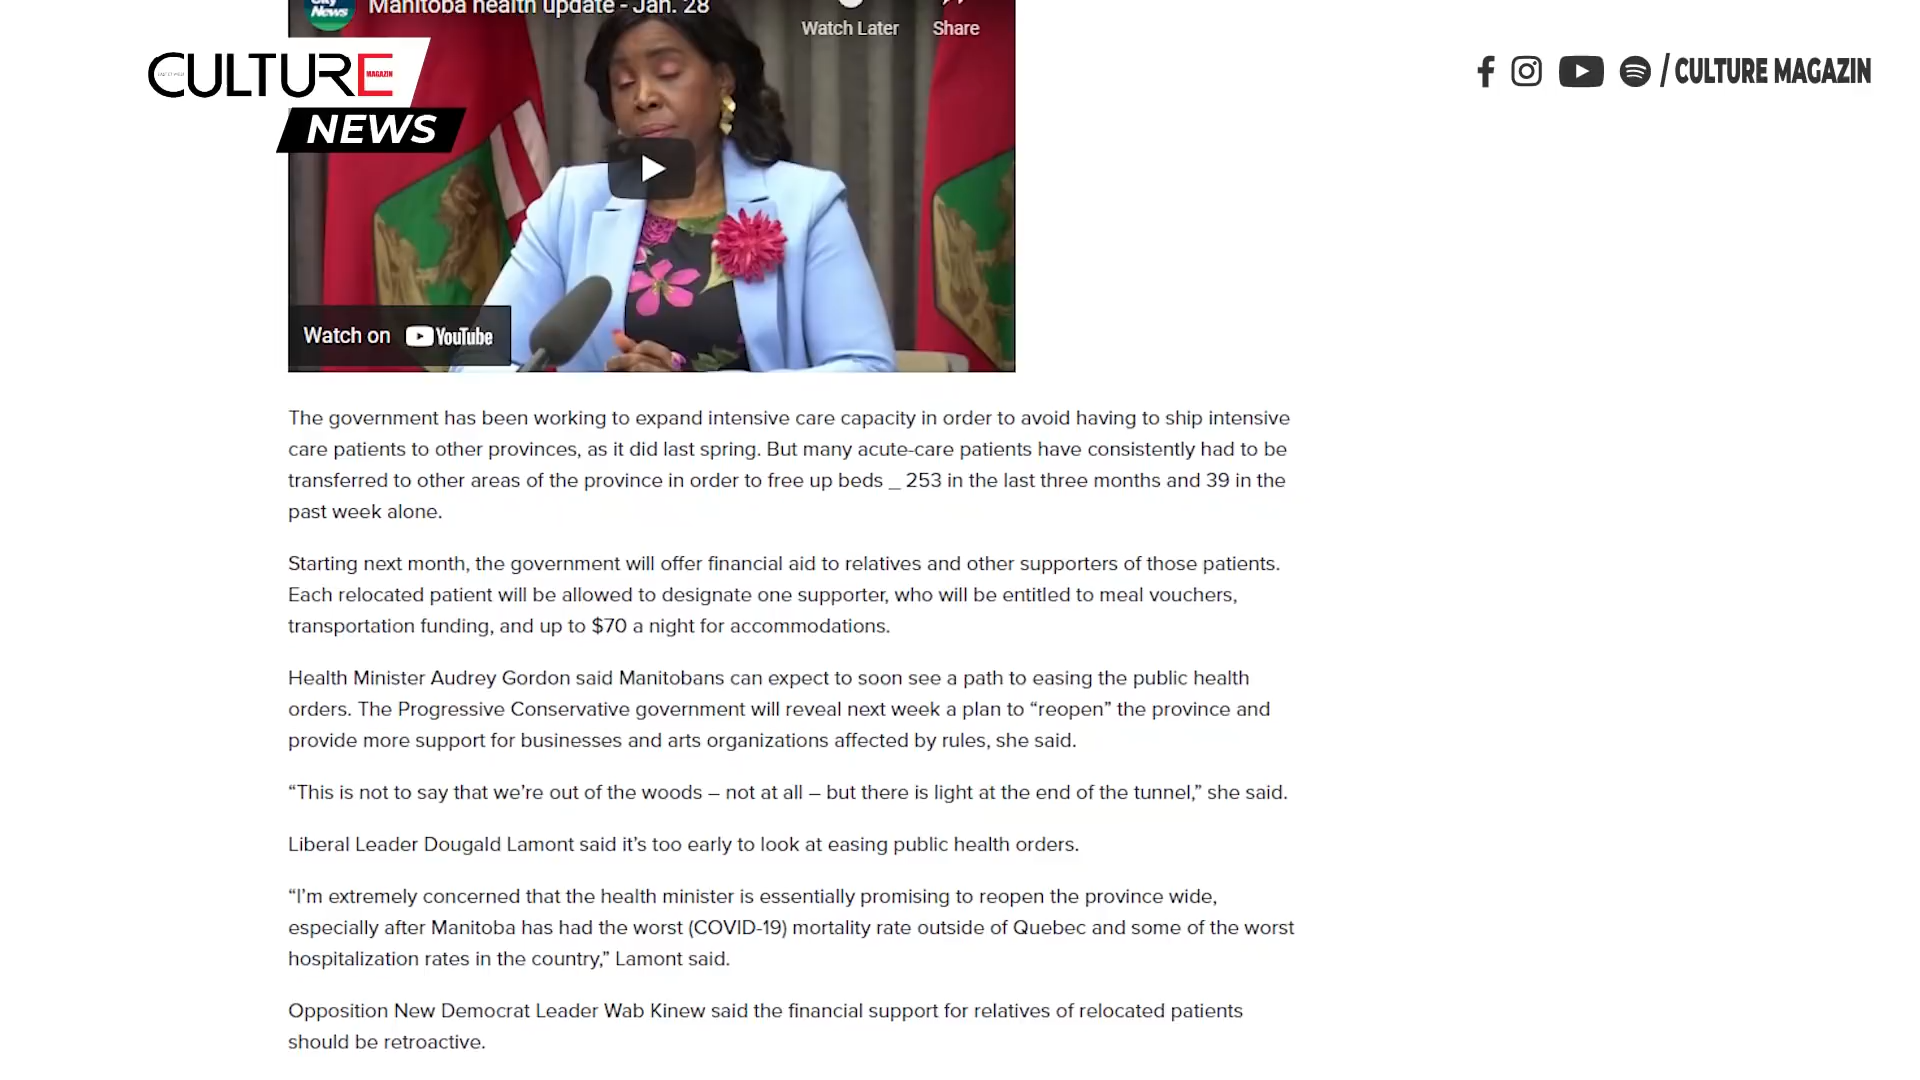 News
Manitoba health update - Jan. 28
Watch Later
Share
CULTURE
MAGAZIN
NEWS
/ CULTURE MAGAZIN
Watch on YouTube
The government has been working to expand intensive care capacity in order to avoid having to ship intensive
care patients to other provinces, as it did last spring. But many acute-care patients have consistently had to be
transferred to other areas of the province in order to free up beds _ 253 in the last three months and 39 in the
past week alone.
Starting next month, the government will offer financial aid to relatives and other supporters of those patients.
Each relocated patient will be allowed to designate one supporter, who will be entitled to meal vouchers,
transportation funding, and up to $70 a night for accommodations.
Health Minister Audrey Gordon said Manitobans can expect to soon see a path to easing the public health
orders. The Progressive Conservative government will reveal next week a plan to “reopen” the province and
provide more support for businesses and arts organizations affected by rules, she said.
“This is not to say that we’re out of the woods – not at all – but there is light at the end of the tunnel,” she said.
Liberal Leader Dougald Lamont said it’s too early to look at easing public health orders.
“I’m extremely concerned that the health minister is essentially promising to reopen the province wide,
especially after Manitoba has had the worst (COVID-19) mortality rate outside of Quebec and some of the worst
hospitalization rates in the country,” Lamont said.
Opposition New Democrat Leader Wab Kinew said the financial support for relatives of relocated patients
should be retroactive.